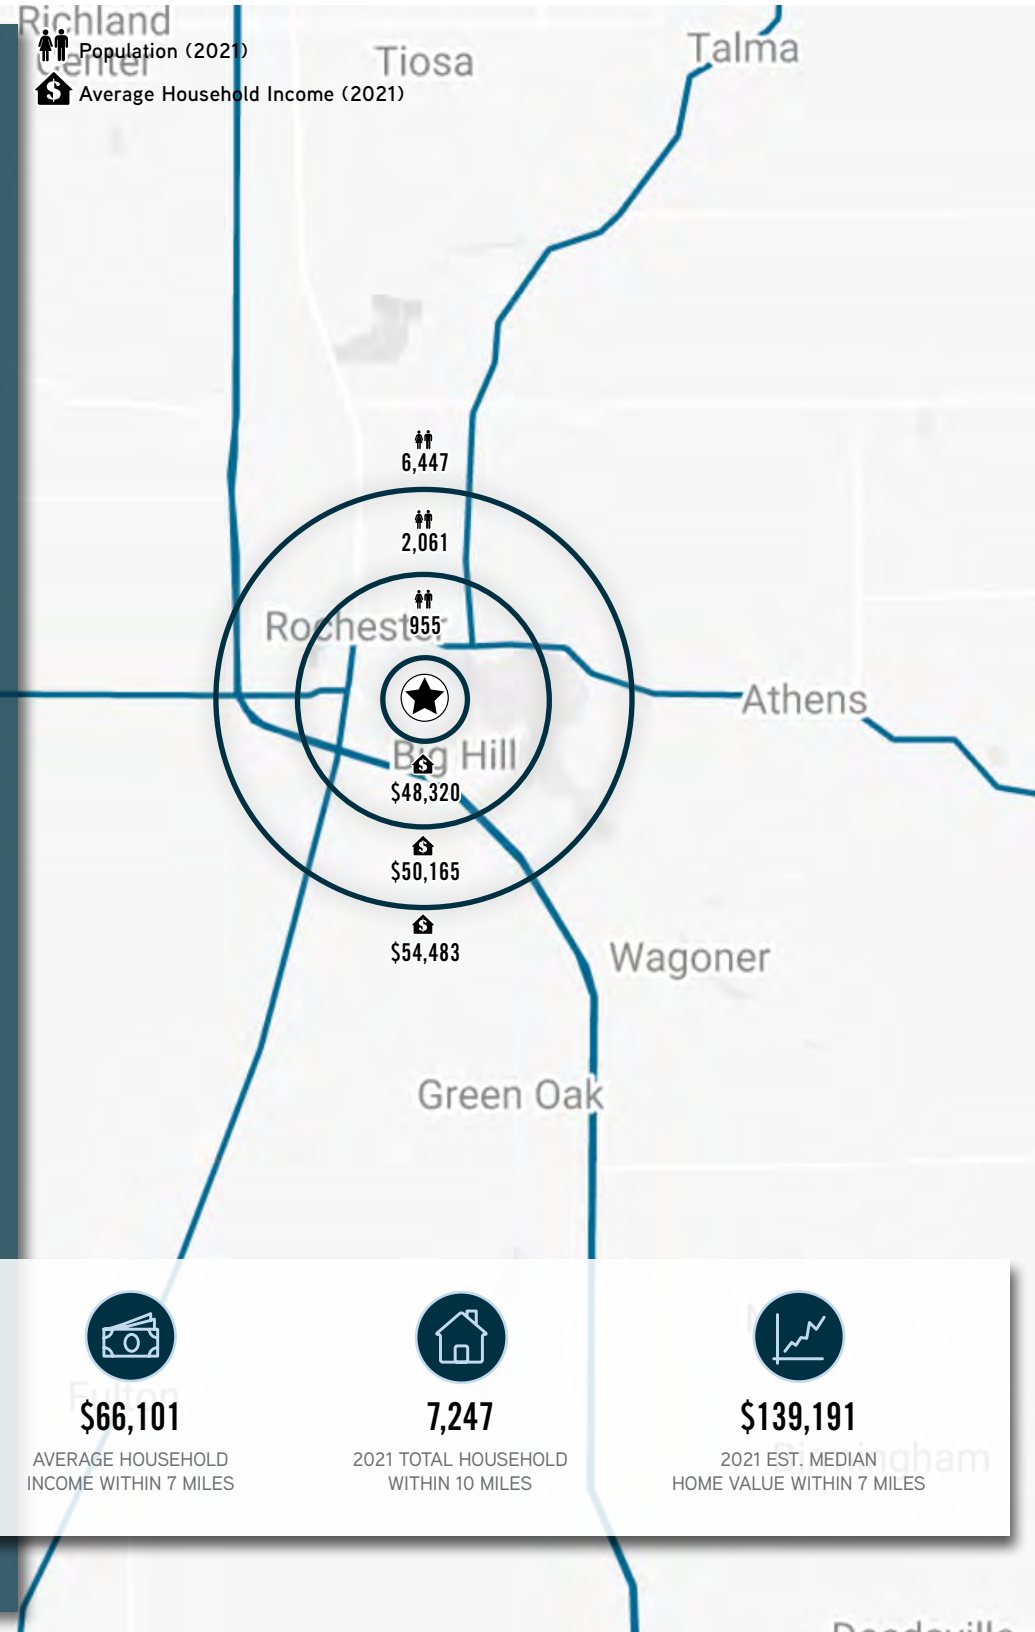 Richland
Center
Population (2021)
Average Household Income (2021)
Tiosa
Talma
6,447
2,061
955
Rochester
Athens
Big Hill
$48,320
$50,165
$54,483
Wagoner
Green Oak
Fulton
$66,101
AVERAGE HOUSEHOLD
INCOME WITHIN 7 MILES
7,247
2021 TOTAL HOUSEHOLD
WITHIN 10 MILES
$139,191
2021 EST. MEDIAN
HOME VALUE WITHIN 7 MILES
Birmingham